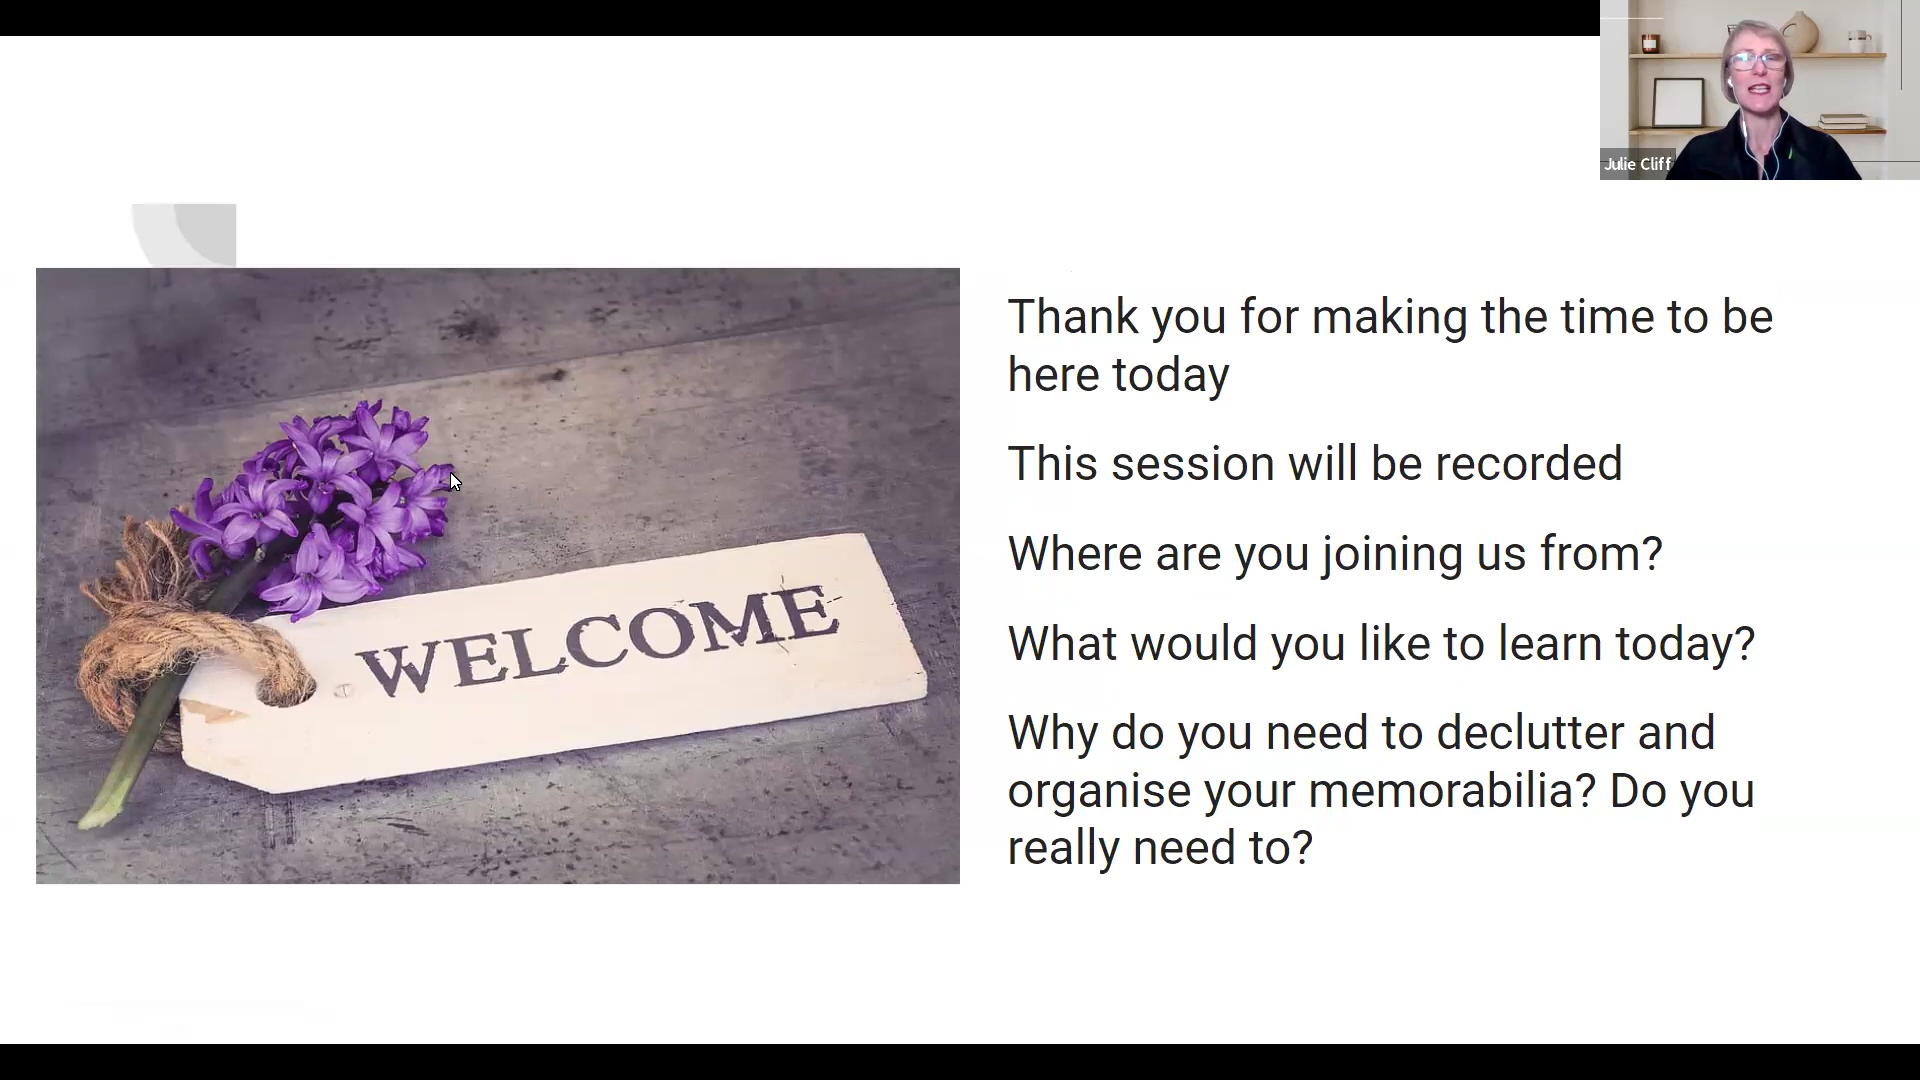 Julie Cliff
WELCOME
Thank you for making the time to be
here today
This session will be recorded
Where are you joining us from?
What would you like to learn today?
Why do you need to declutter and
organise your memorabilia? Do you
really need to?